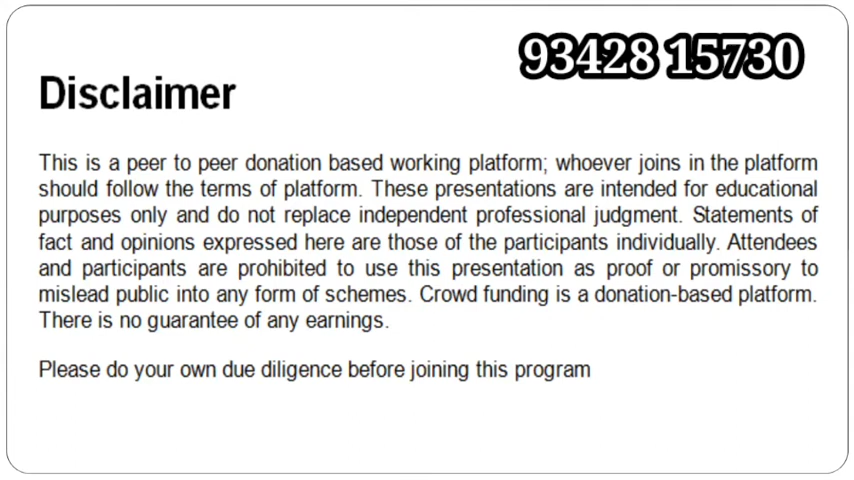 93428 15730
Disclaimer
This is a peer to peer donation based working platform; whoever joins in the platform
should follow the terms of platform. These presentations are intended for educational
purposes only and do not replace independent professional judgment. Statements of
fact and opinions expressed here are those of the participants individually. Attendees
and participants are prohibited to use this presentation as proof or promissory to
mislead public into any form of schemes. Crowd funding is a donation-based platform.
There is no guarantee of any earnings.
Please do your own due diligence before joining this program